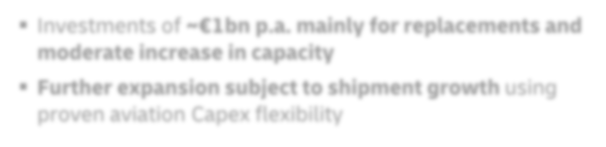 ▪ Investments of ~€1bn p.a. mainly for replacements and
moderate increase in capacity
▪ Further expansion subject to shipment growth using
proven aviation Capex flexibility